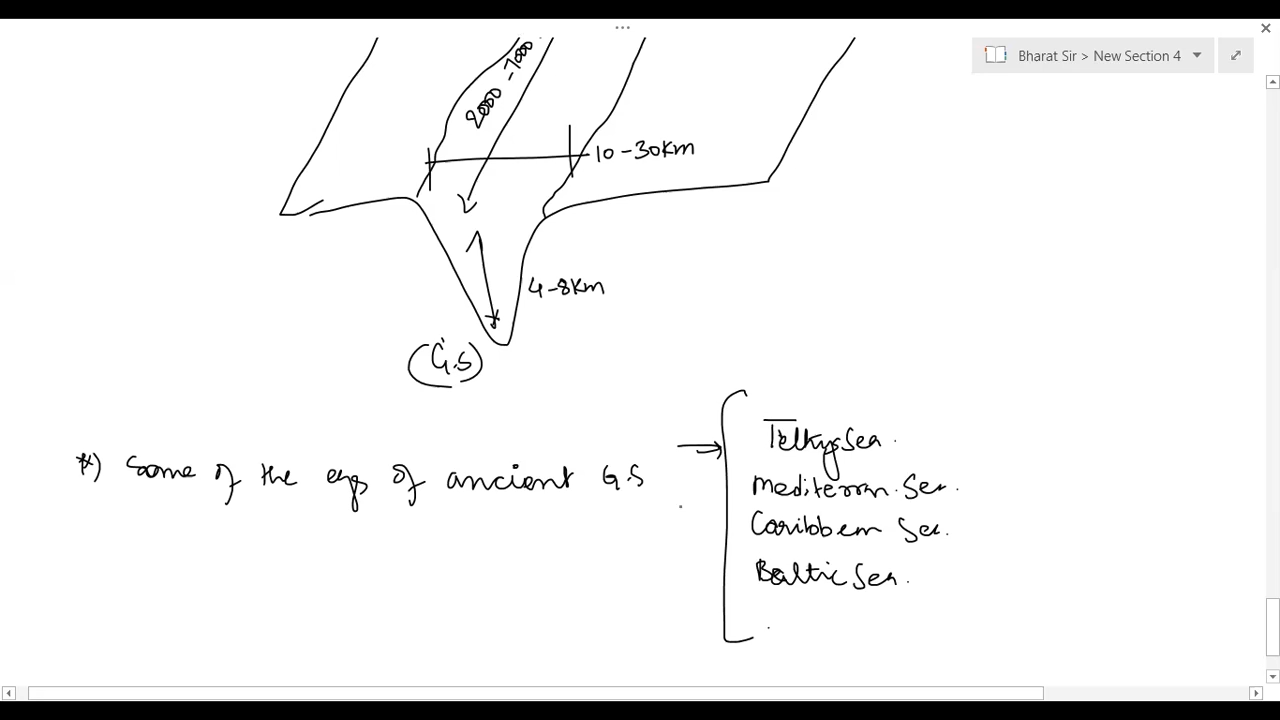 Bharat Sir > New Section 4
2000 - 7000
10 - 30Km
4 - 8Km
(G.S)
*) Some of the egs of ancient G.S →
Telkys Sea.
Mediterran. Sea.
Caribbean Sea.
Baltic Sea.